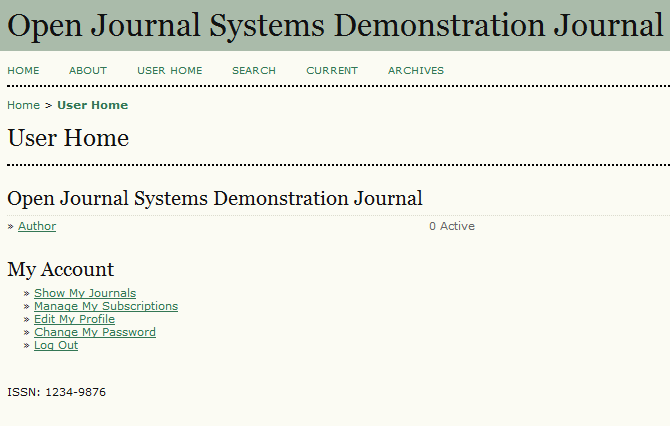 Open Journal Systems Demonstration Journal
HOME ABOUT USER HOME SEARCH CURRENT ARCHIVES
Home > User Home
User Home
Open Journal Systems Demonstration Journal
» Author 0 Active
My Account
» Show My Journals
» Manage My Subscriptions
» Edit My Profile
» Change My Password
» Log Out
ISSN: 1234-9876